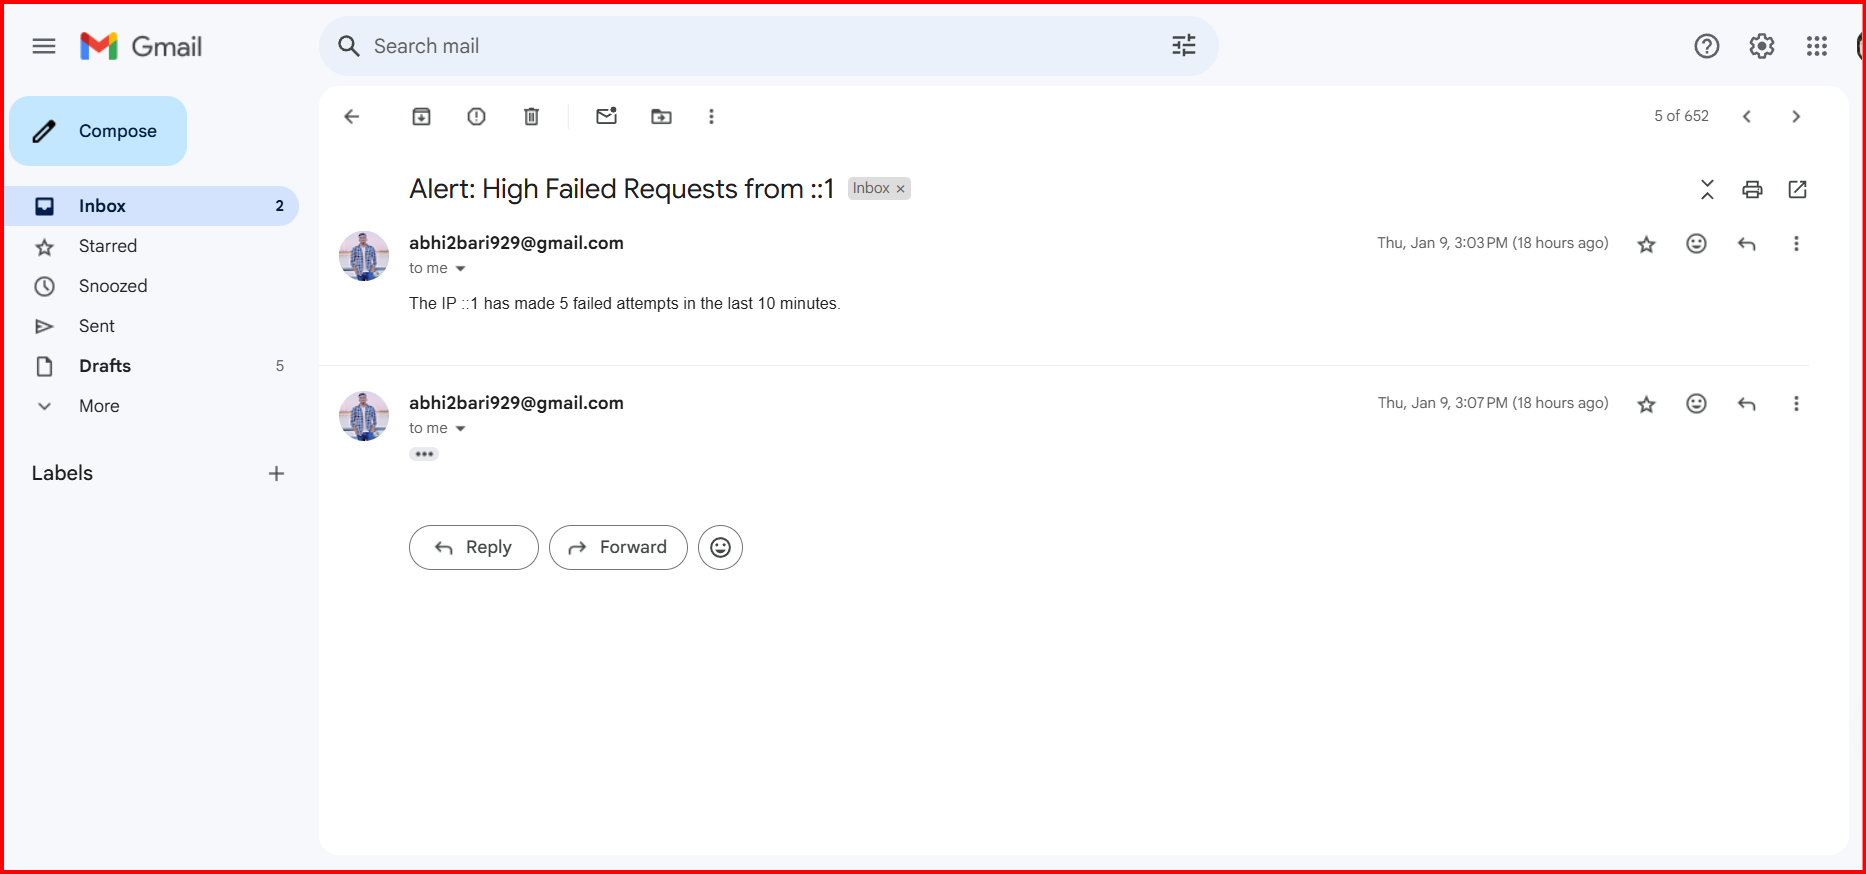 Gmail
Search mail
Compose
5 of 652
Alert: High Failed Requests from ::1 Inbox ×
Inbox 2
Starred
Snoozed
Sent
Drafts 5
More
Labels +
abhi2bari929@gmail.com Thu, Jan 9, 3:03 PM (18 hours ago)
to me
The IP ::1 has made 5 failed attempts in the last 10 minutes.
abhi2bari929@gmail.com Thu, Jan 9, 3:07 PM (18 hours ago)
to me
Reply Forward